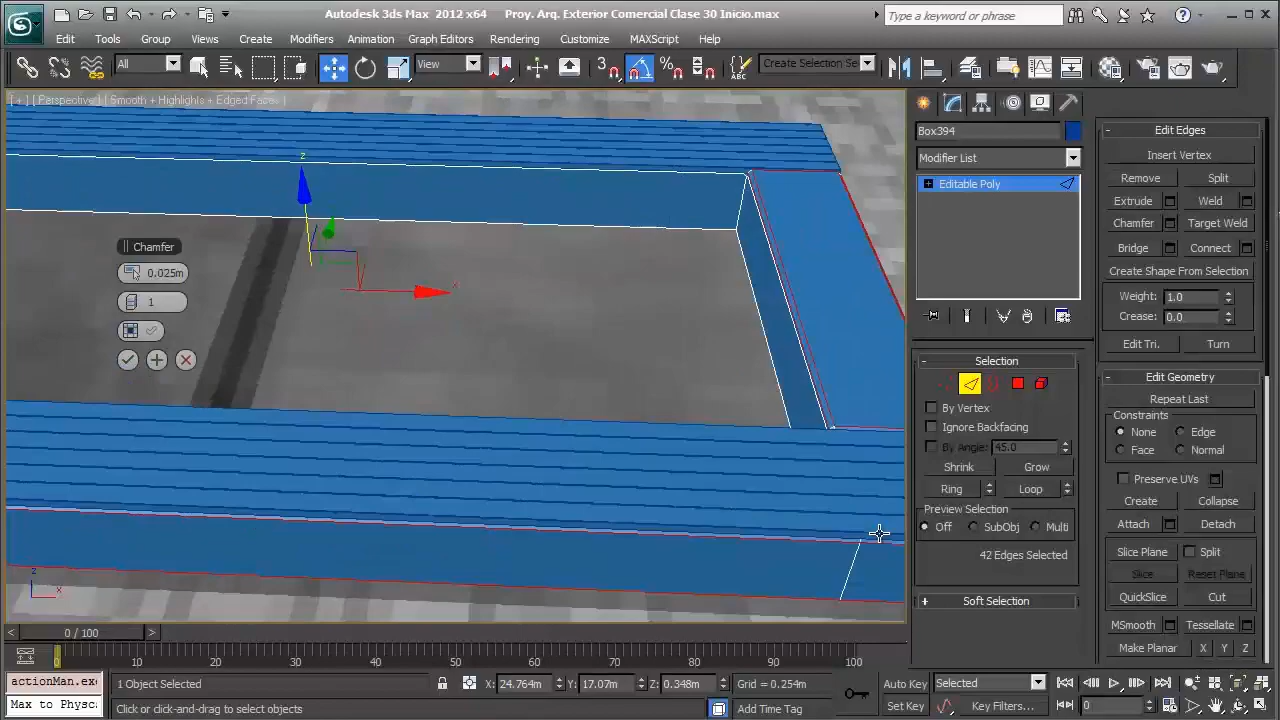 Autodesk 3ds Max 2012 x64 Proy. Arq. Exterior Comercial Clase 30 Inicio.max
Type a keyword or phrase
Edit Tools Group Views Create Modifiers Animation Graph Editors Rendering Customize MAXScript Help
All View Create Selection Se
[ + ] [ Perspective ] [ Smooth + Highlights + Edged Faces ]
Box394
Modifier List
Editable Poly
Chamfer
0.025m
1
Selection
By Vertex
Ignore Backfacing
By Angle: 45.0
Shrink Grow
Ring Loop
Preview Selection
Off SubObj Multi
42 Edges Selected
Soft Selection
Edit Edges
Insert Vertex
Remove Split
Extrude Weld
Chamfer Target Weld
Bridge Connect
Create Shape From Selection
Weight: 1.0
Crease: 0.0
Edit Tri. Turn
Edit Geometry
Repeat Last
Constraints
None Edge
Face Normal
Preserve UVs
Create Collapse
Attach Detach
Slice Plane Split
Slice Reset Plane
QuickSlice Cut
MSmooth Tessellate
Make Planar X Y Z
z
x
z
x
0 / 100
0 10 20 30 40 50 60 70 80 90 100
actionMan.exe
Max to Physc
1 Object Selected X: 24.764m Y: 17.07m Z: 0.348m Grid = 0.254m
Click or click-and-drag to select objects Add Time Tag
Auto Key Selected
Set Key Key Filters... 0